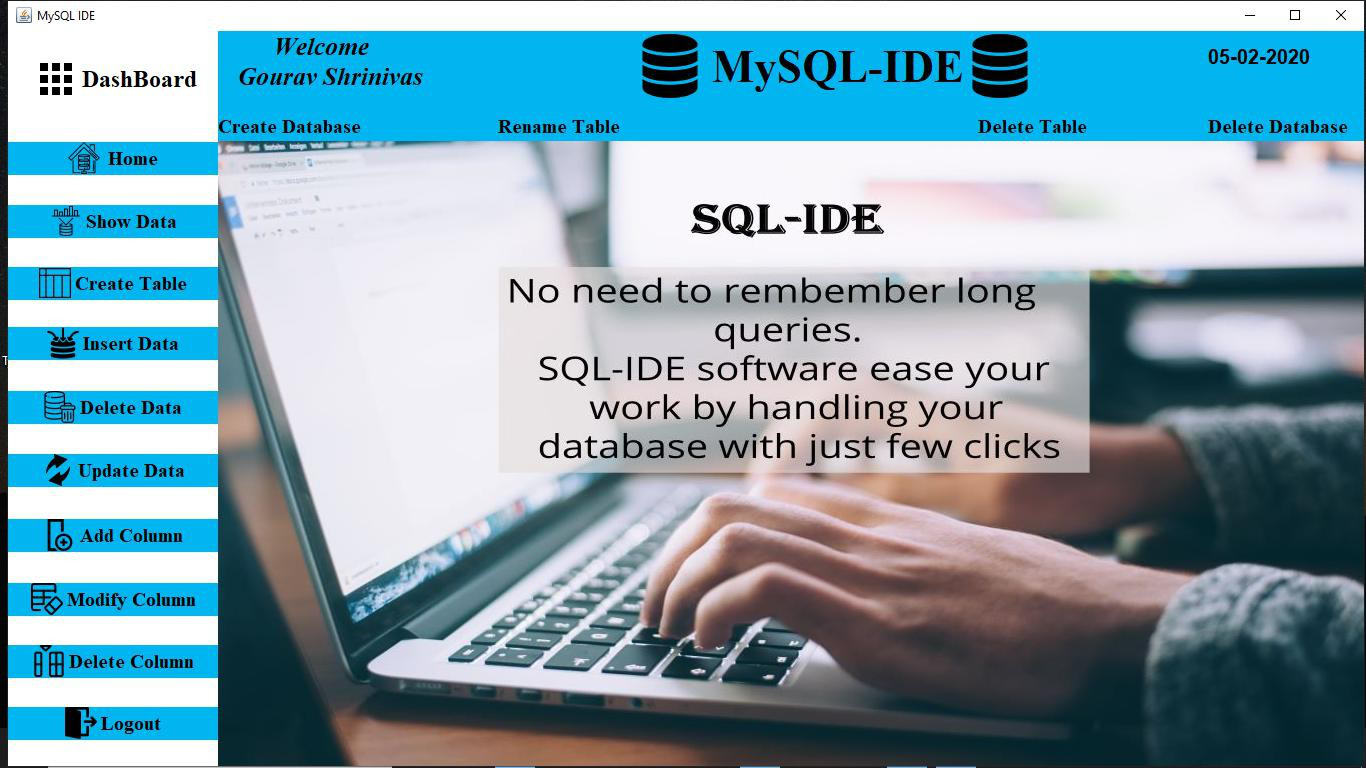 MySQL IDE
Welcome
Gourav Shrinivas
MySQL-IDE
05-02-2020
DashBoard
Create Database Rename Table Delete Table Delete Database
Home
Show Data
Create Table
Insert Data
Delete Data
Update Data
Add Column
Modify Column
Delete Column
Logout
SQL-IDE
No need to rembember long
queries.
SQL-IDE software ease your
work by handling your
database with just few clicks